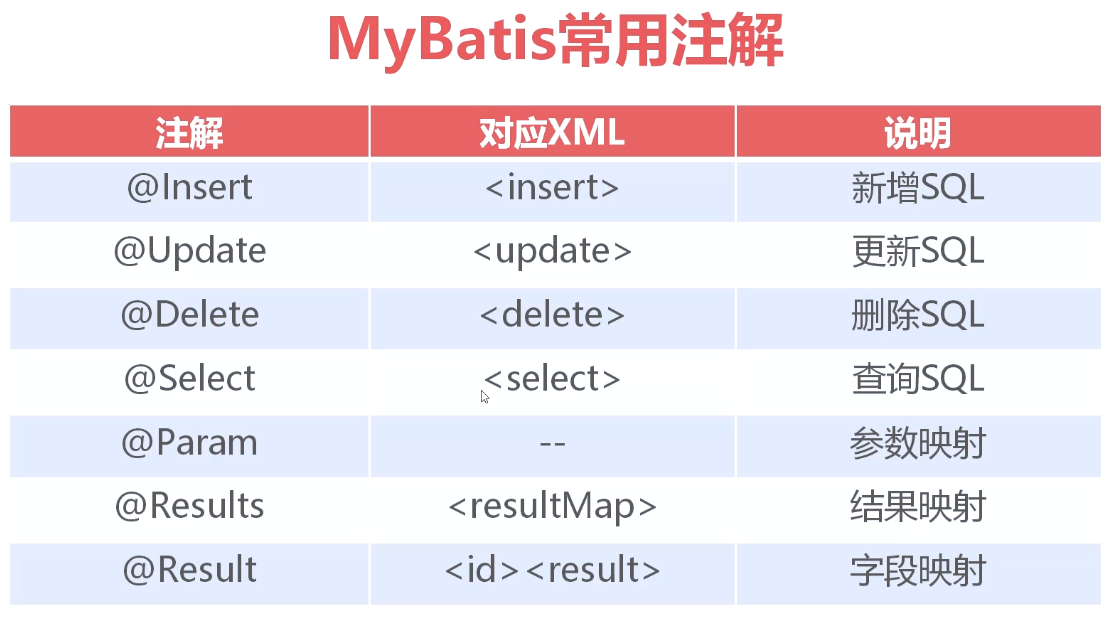 MyBatis常用注解
注解 对应XML 说明
@Insert <insert> 新增SQL
@Update <update> 更新SQL
@Delete <delete> 删除SQL
@Select <select> 查询SQL
@Param -- 参数映射
@Results <resultMap> 结果映射
@Result <id><result> 字段映射